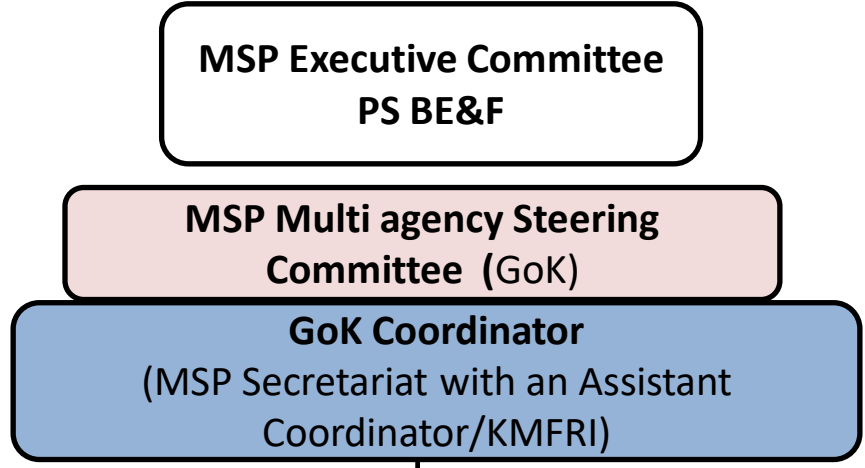 MSP Executive Committee
PS BE&F
MSP Multi agency Steering
Committee (GoK)
GoK Coordinator
(MSP Secretariat with an Assistant
Coordinator/KMFRI)